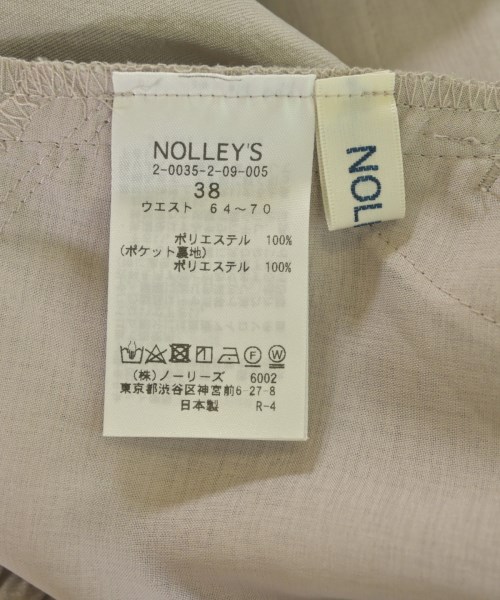 NOLLEY'S
2-0035-2-09-005
38
ウエスト 64～70
ポリエステル 100%
(ポケット裏地)
ポリエステル 100%
F W
(株)ノーリーズ 6002
東京都渋谷区神宮前6-27-8
日本製 R-4
NOL